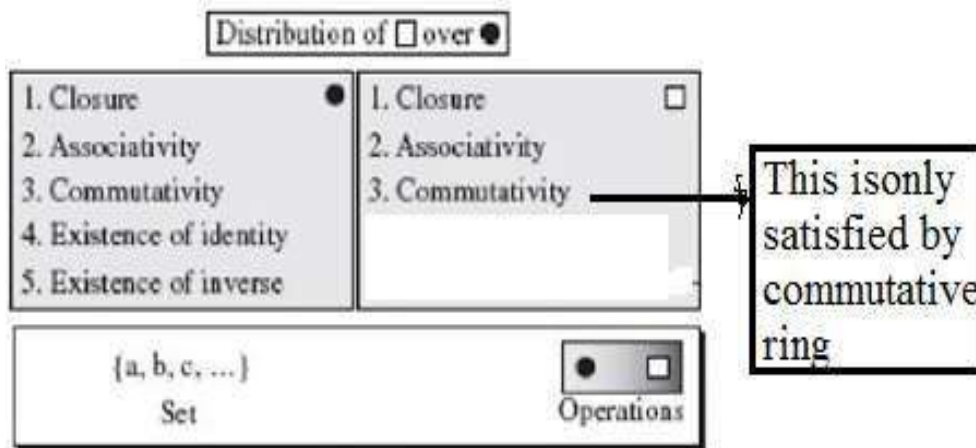 Distribution of □ over ●
1. Closure ●
2. Associativity
3. Commutativity
4. Existence of identity
5. Existence of inverse
1. Closure □
2. Associativity
3. Commutativity
This isonly
satisfied by
commutative
ring
{a, b, c, ...}
Set
● □
Operations